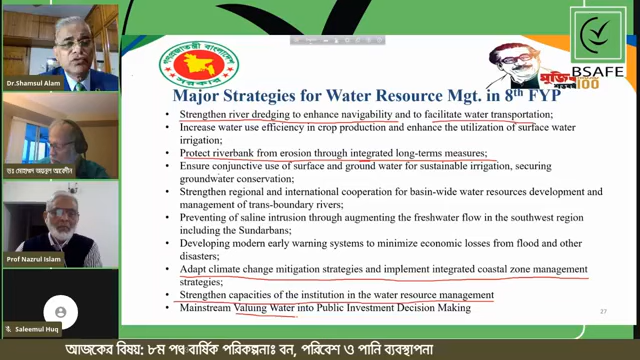 Dr.Shamsul Alam
Prof Nazrul Islam
Saleemul Huq
গণপ্রজাতন্ত্রী বাংলাদেশ
সরকার
মুজিব
শতবর্ষ
100
BSAFE
Major Strategies for Water Resource Mgt. in 8th FYP
• Strengthen river dredging to enhance navigability and to facilitate water transportation;
• Increase water use efficiency in crop production and enhance the utilization of surface water
irrigation;
• Protect riverbank from erosion through integrated long-terms measures;
• Ensure conjunctive use of surface and ground water for sustainable irrigation, securing
groundwater conservation;
• Strengthen regional and international cooperation for basin-wide water resources development and
management of trans-boundary rivers;
• Preventing of saline intrusion through augmenting the freshwater flow in the southwest region
including the Sundarbans;
• Developing modern early warning systems to minimize economic losses from flood and other
disasters;
• Adapt climate change mitigation strategies and implement integrated coastal zone management
strategies;
• Strengthen capacities of the institution in the water resource management
• Mainstream Valuing Water into Public Investment Decision Making
27
আজকের বিষয়: ৮ম পঞ্চ বার্ষিক পরিকল্পনাঃ বন, পরিবেশ ও পানি ব্যবস্থাপনা